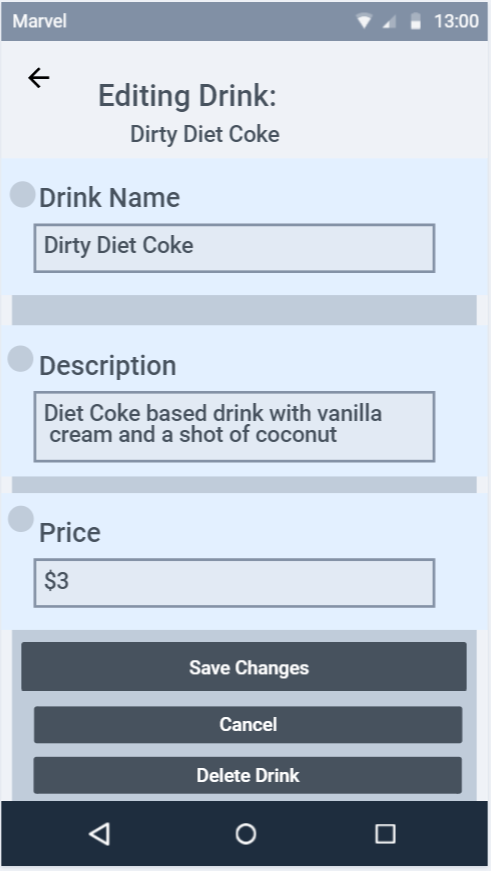 Marvel 13:00
Editing Drink:
Dirty Diet Coke
Drink Name
Dirty Diet Coke
Description
Diet Coke based drink with vanilla
cream and a shot of coconut
Price
$3
Save Changes
Cancel
Delete Drink